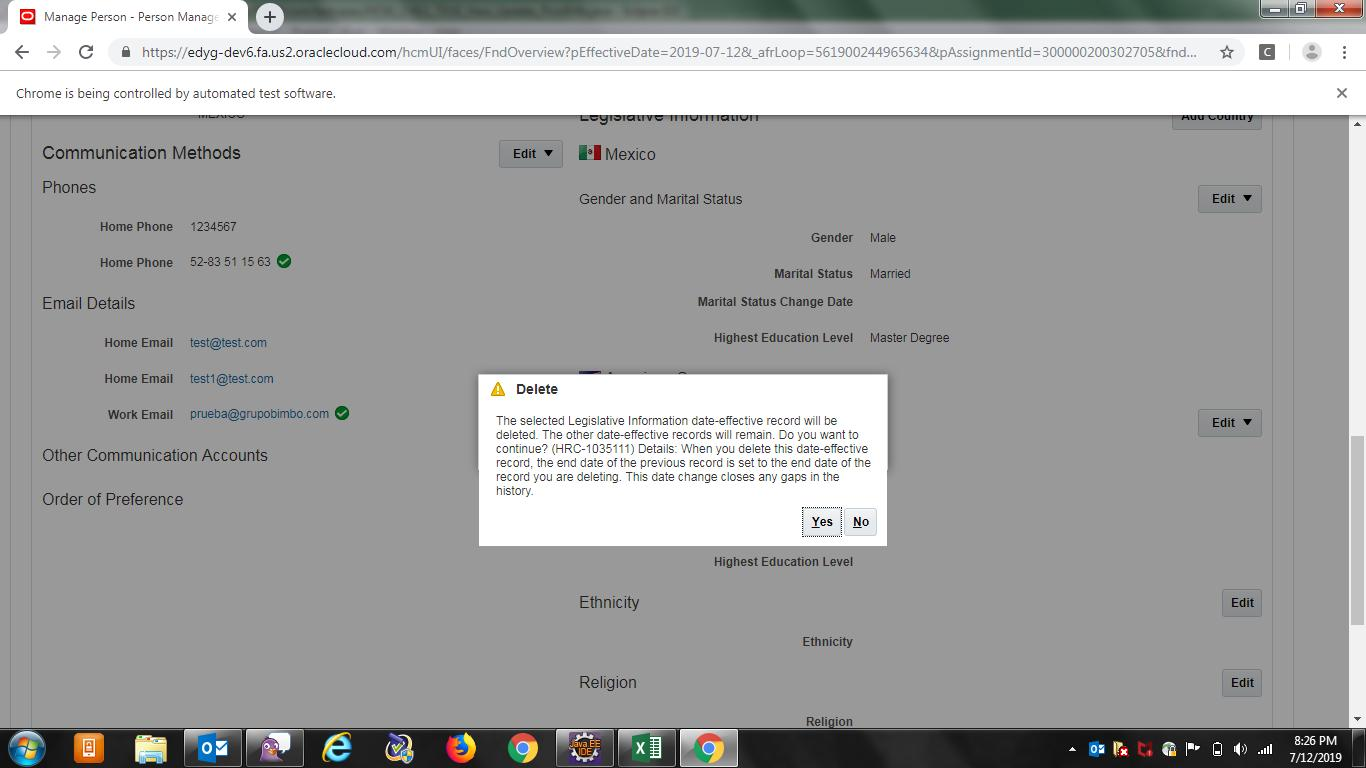 Manage Person - Person Manage
https://edyg-dev6.fa.us2.oraclecloud.com/hcmUI/faces/FndOverview?pEffectiveDate=2019-07-12&_afrLoop=561900244965634&pAssignmentId=300000200302705&fnd...
C
Chrome is being controlled by automated test software.
MEXICO
Legislative Information
Add Country
Communication Methods
Edit
Mexico
Phones
Gender and Marital Status
Edit
Home Phone 1234567
Gender Male
Home Phone 52-83 51 15 63
Marital Status Married
Email Details
Marital Status Change Date
Home Email test@test.com
Highest Education Level Master Degree
Home Email test1@test.com
Work Email prueba@grupobimbo.com
Edit
Other Communication Accounts
Order of Preference
Delete
The selected Legislative Information date-effective record will be
deleted. The other date-effective records will remain. Do you want to
continue? (HRC-1035111) Details: When you delete this date-effective
record, the end date of the previous record is set to the end date of the
record you are deleting. This date change closes any gaps in the
history.
Yes No
Highest Education Level
Ethnicity
Edit
Ethnicity
Religion
Edit
Religion
Java EE
IDE
8:26 PM
7/12/2019